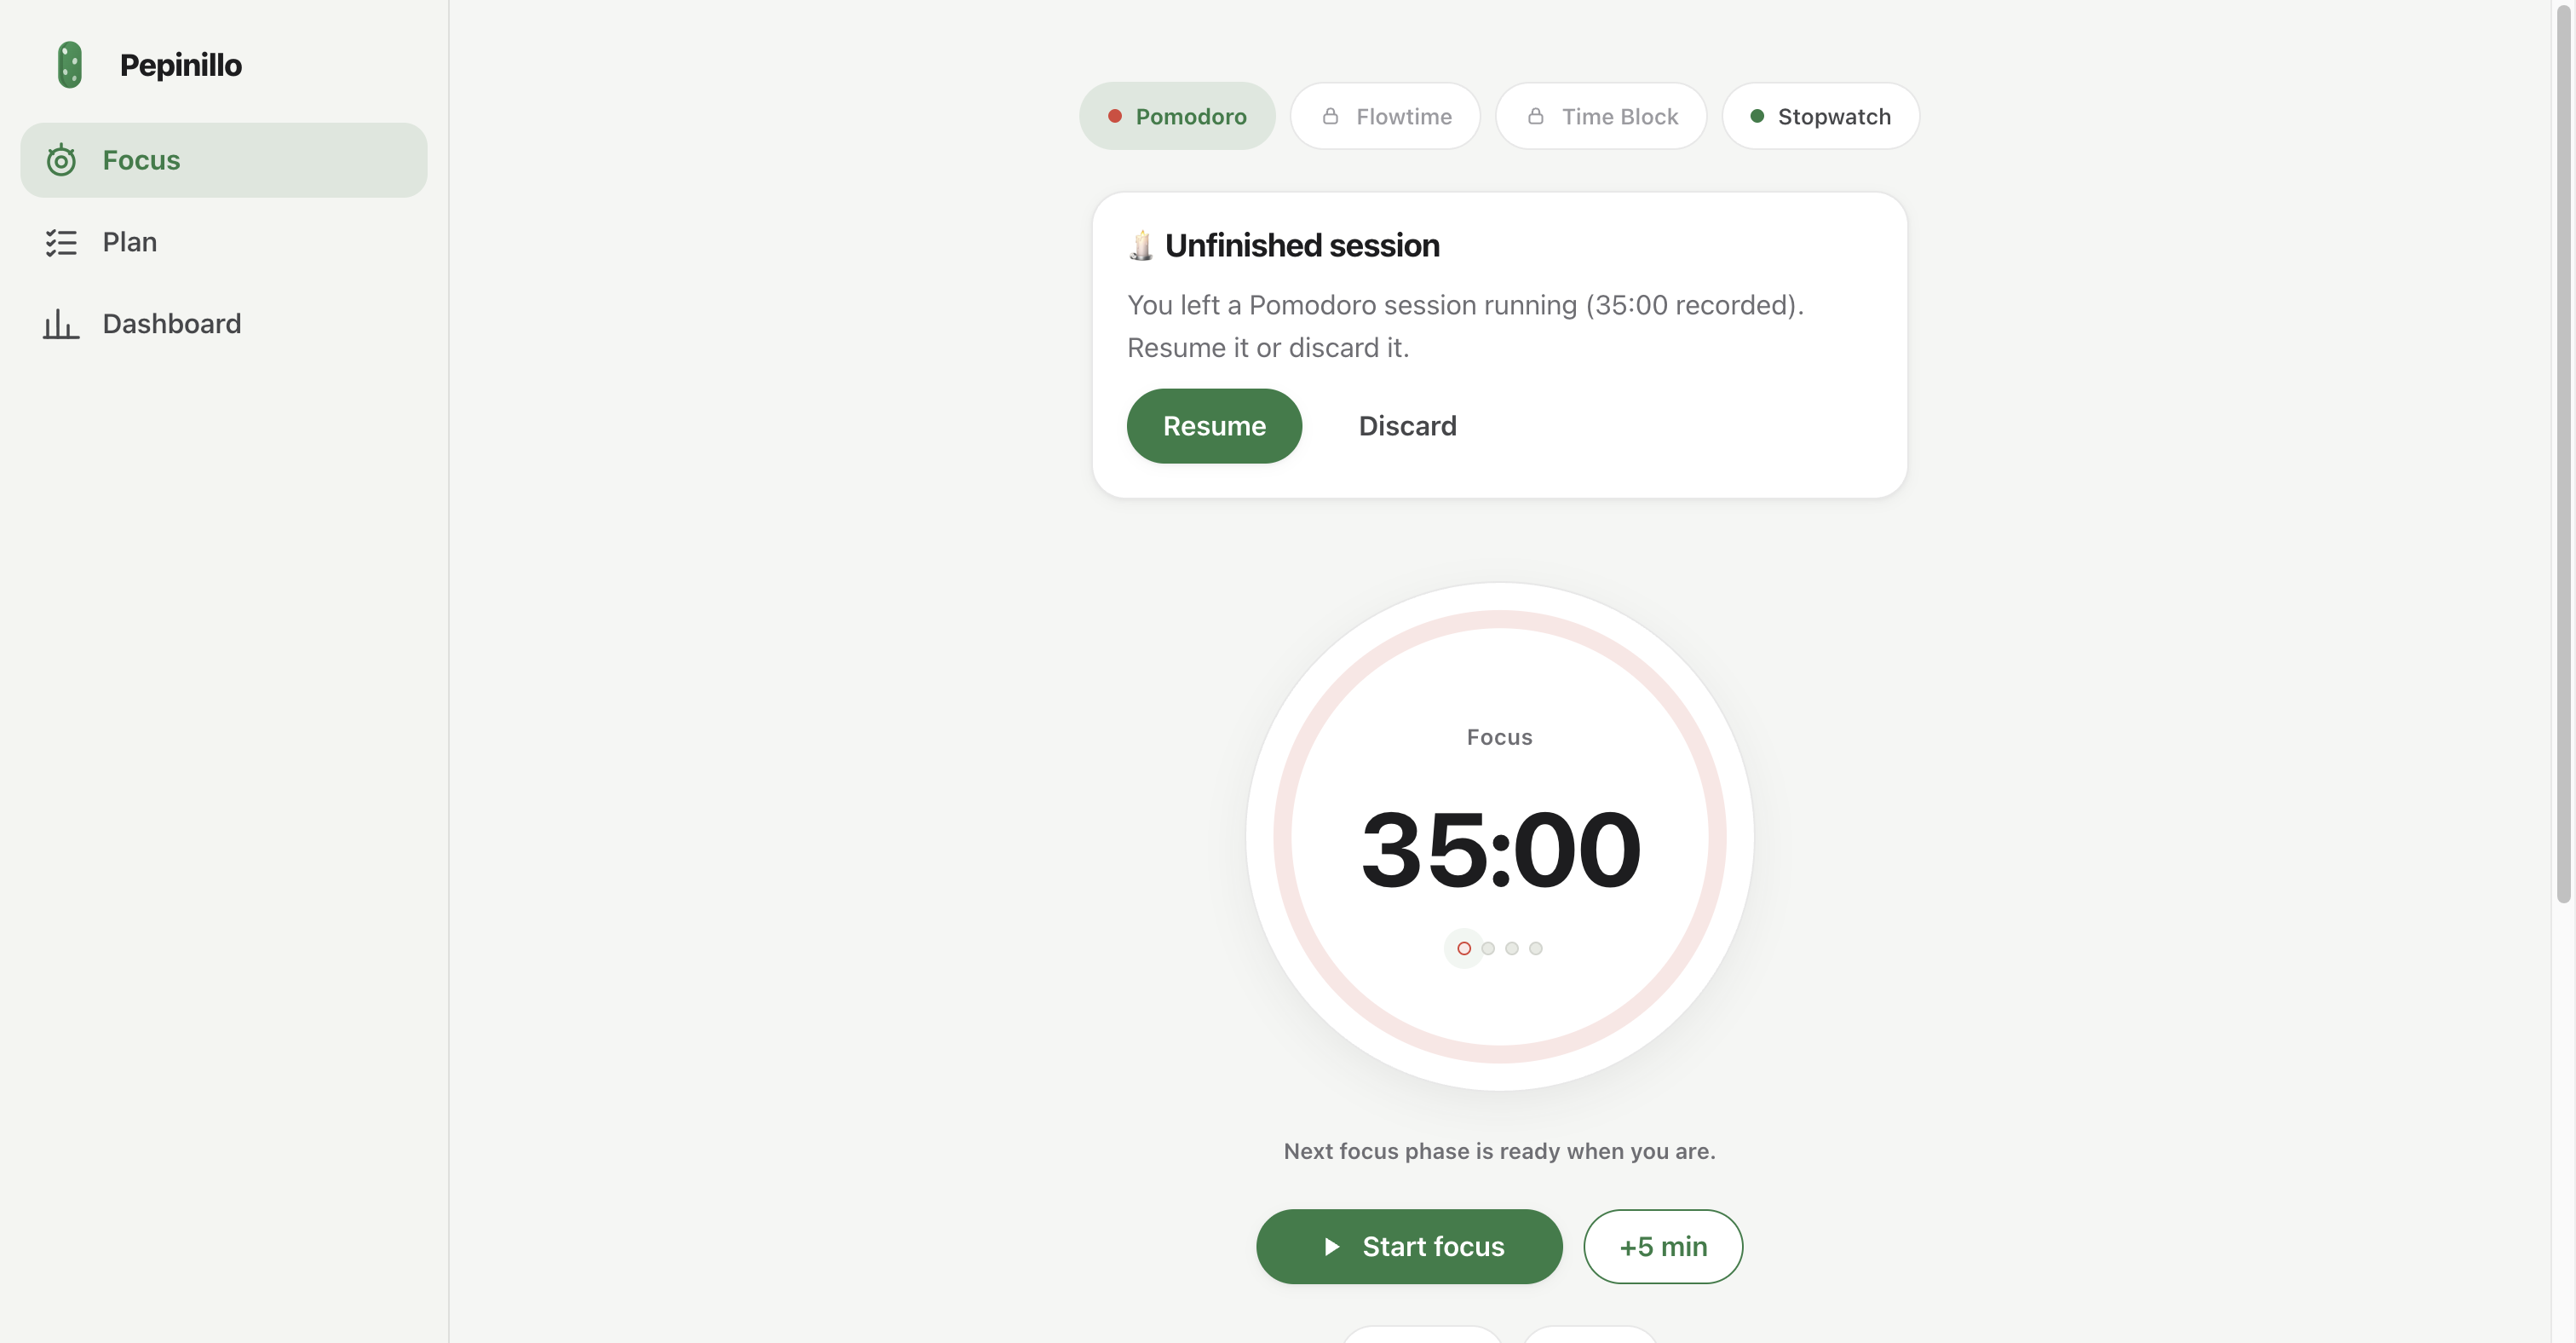 Pepinillo
Focus
Plan
Dashboard
Pomodoro
Flowtime
Time Block
Stopwatch
Unfinished session
You left a Pomodoro session running (35:00 recorded).
Resume it or discard it.
Resume
Discard
Focus
35:00
Next focus phase is ready when you are.
Start focus
+5 min